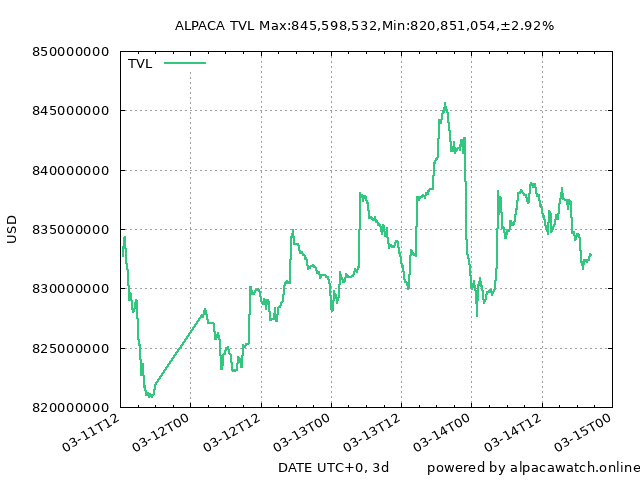 ALPACA TVL Max:845,598,532,Min:820,851,054,±2.92%
850000000
TVL
845000000
840000000
835000000
USD
830000000
825000000
820000000
03-11T12
03-12T00
03-12T12
03-13T00
03-13T12
03-14T00
03-14T12
03-15T00
DATE UTC+0, 3d
powered by alpacawatch.online